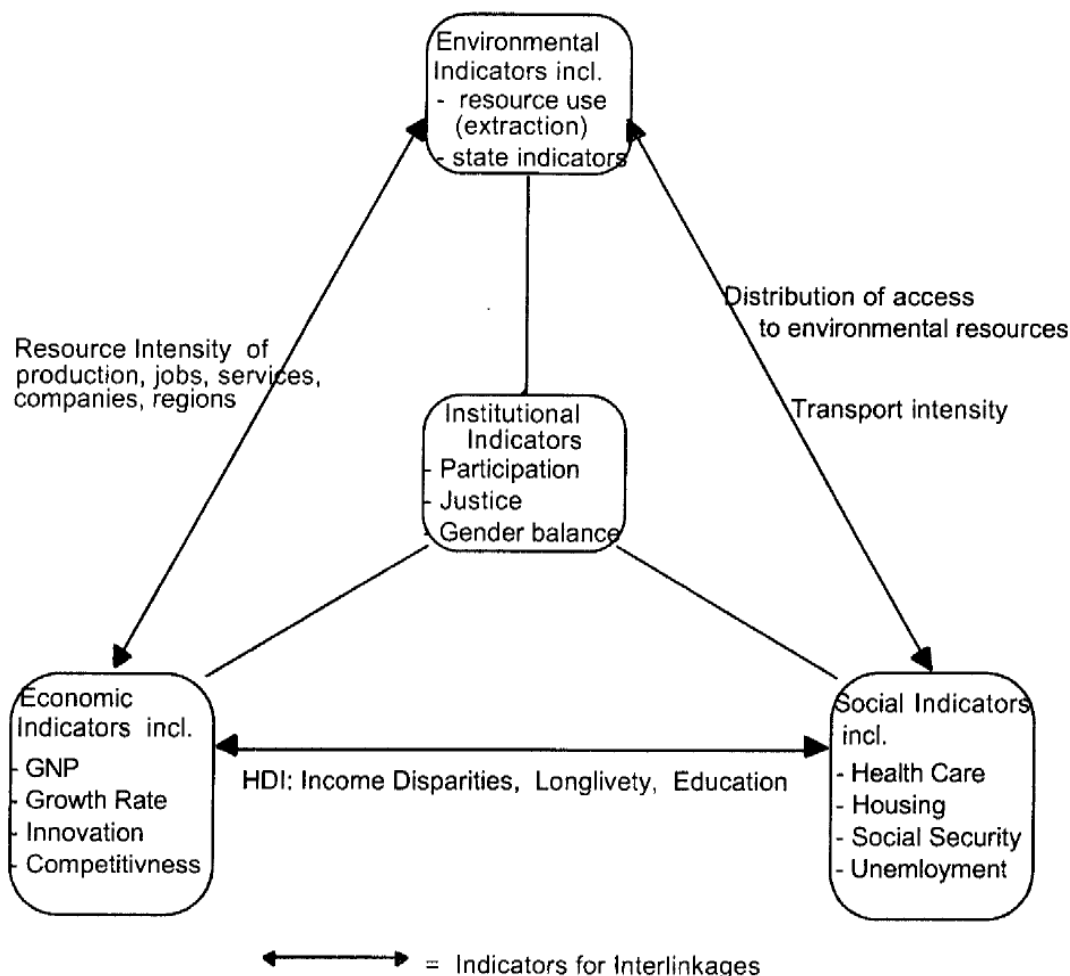 Environmental
Indicators incl.
- resource use
(extraction)
- state indicators
Distribution of access
to environmental resources
Resource Intensity of
production, jobs, services,
companies, regions
Transport intensity
Institutional
Indicators
- Participation
- Justice
- Gender balance
Economic
Indicators incl.
- GNP
- Growth Rate
- Innovation
- Competitivness
HDI: Income Disparities, Longlivety, Education
Social Indicators
incl.
- Health Care
- Housing
- Social Security
- Unemloyment
= Indicators for Interlinkages